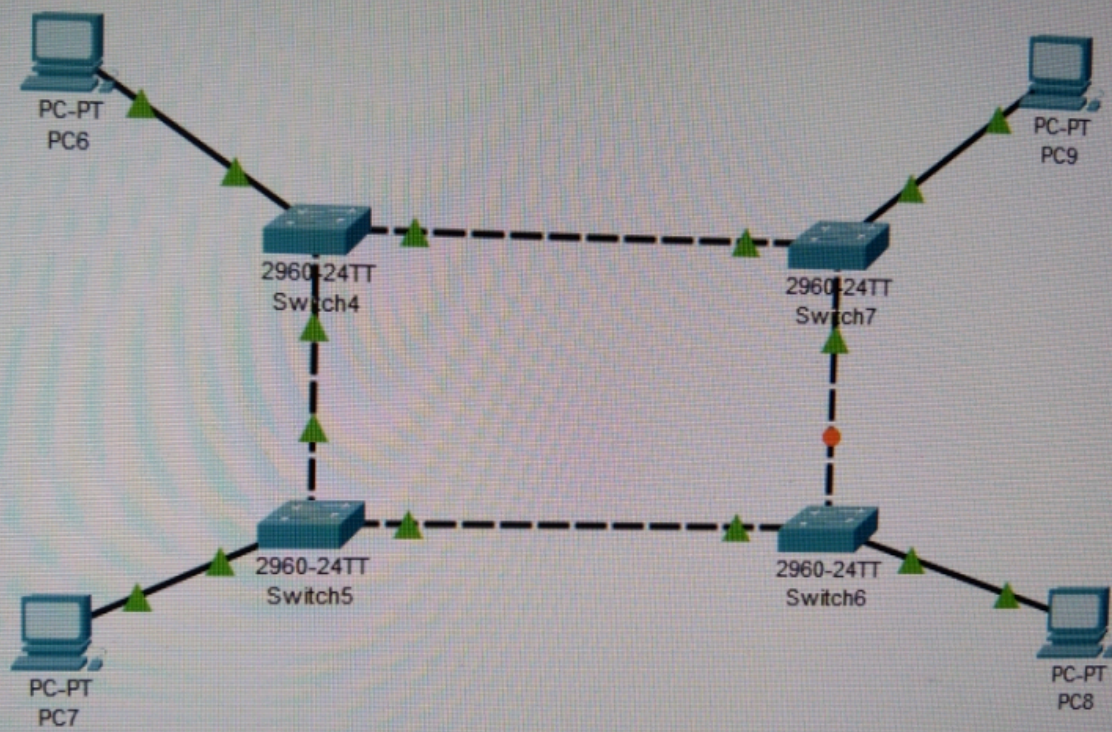 PC-PT
PC6
PC-PT
PC9
2960-24TT
Switch4
2960-24TT
Switch7
2960-24TT
Switch5
2960-24TT
Switch6
PC-PT
PC7
PC-PT
PC8